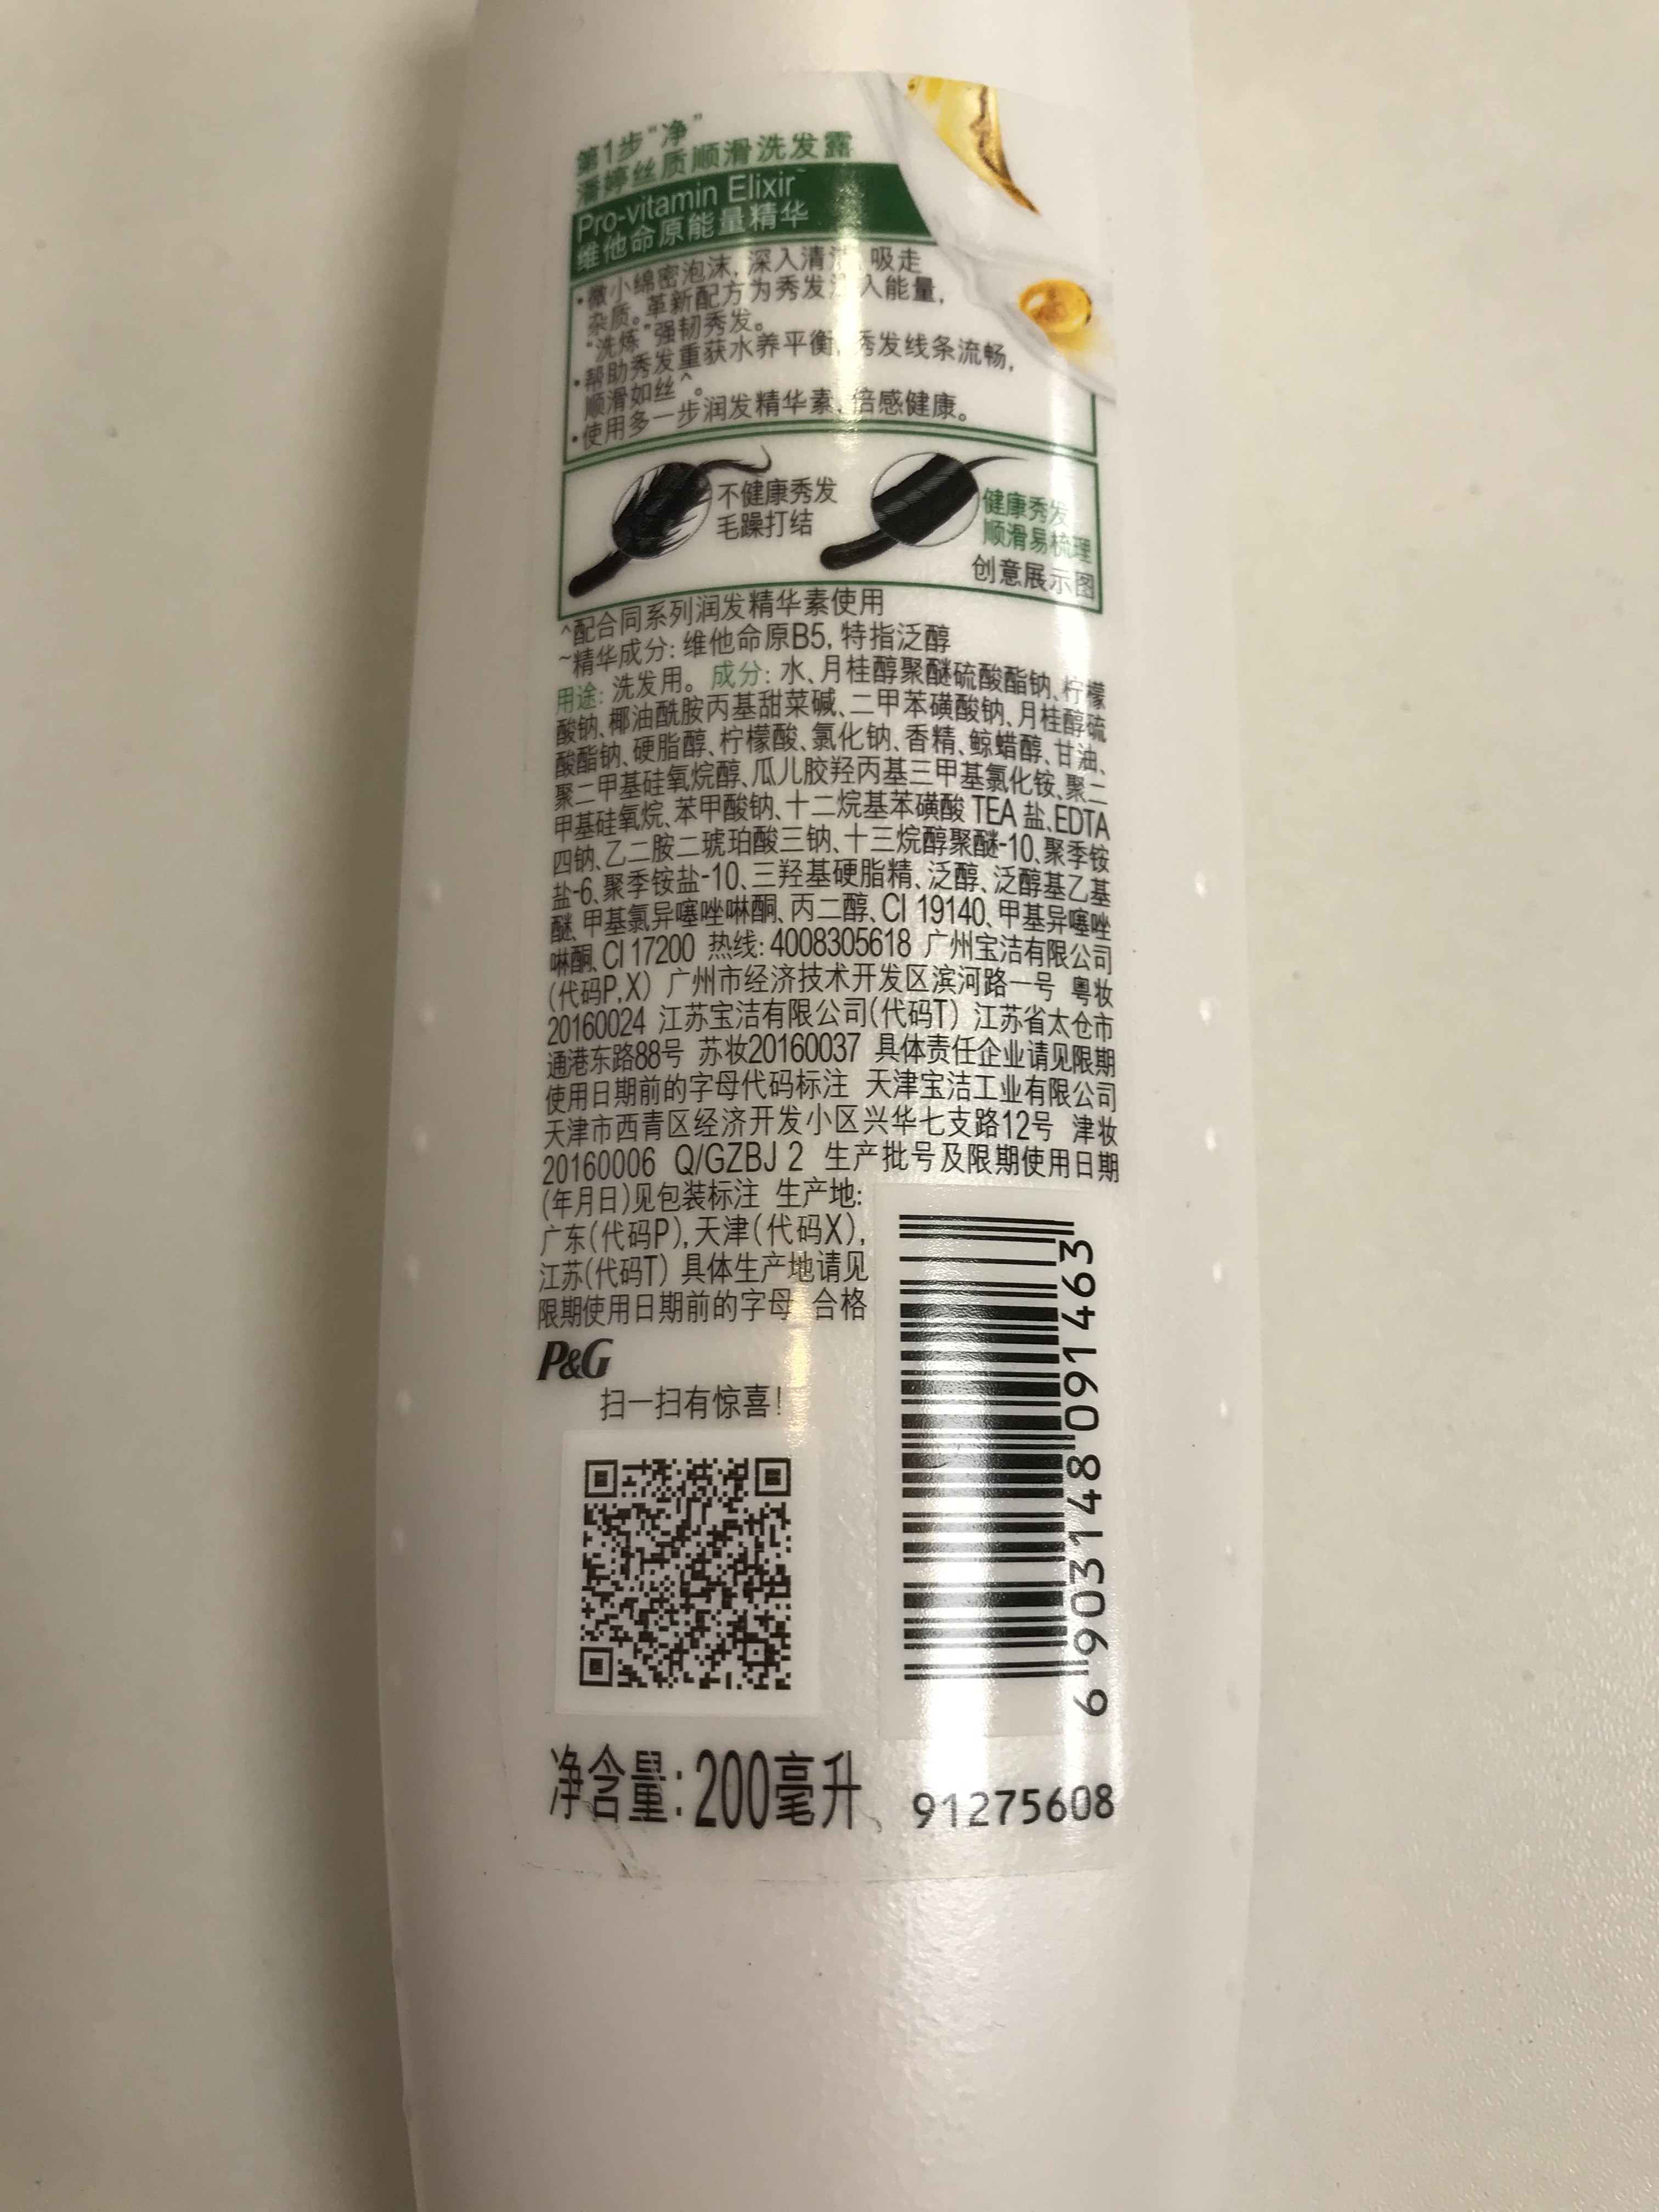 第1步“净”
潘婷丝质顺滑洗发露
Pro-vitamin Elixir~
维他命原能量精华
·微小绵密泡沫,深入清 吸走
杂质。革新配方为秀发 入能量,
“洗炼”强韧秀发。
·帮助秀发重获水养平衡,秀发线条流畅,
顺滑如丝^。
·使用多一步润发精华素,倍感健康。
不健康秀发
毛躁打结
健康秀发
顺滑易梳理
创意展示图
^配合同系列润发精华素使用
~精华成分:维他命原B5,特指泛醇
用途:洗发用。成分:水、月桂醇聚醚硫酸酯钠、柠檬
酸钠、椰油酰胺丙基甜菜碱、二甲苯磺酸钠、月桂醇硫
酸酯钠、硬脂醇、柠檬酸、氯化钠、香精、鲸蜡醇、甘油、
聚二甲基硅氧烷醇、瓜儿胶羟丙基三甲基氯化铵、聚二
甲基硅氧烷、苯甲酸钠、十二烷基苯磺酸 TEA 盐、EDTA
四钠、乙二胺二琥珀酸三钠、十三烷醇聚醚-10、聚季铵
盐-6、聚季铵盐-10、三羟基硬脂精、泛醇、泛醇基乙基
醚、甲基氯异噻唑啉酮、丙二醇、CI 19140、甲基异噻唑
啉酮、CI 17200 热线:4008305618 广州宝洁有限公司
(代码P,X) 广州市经济技术开发区滨河路一号 粤妆
20160024 江苏宝洁有限公司(代码T) 江苏省太仓市
通港东路88号 苏妆20160037 具体责任企业请见限期
使用日期前的字母代码标注 天津宝洁工业有限公司
天津市西青区经济开发小区兴华七支路12号 津妆
20160006 Q/GZBJ 2 生产批号及限期使用日期
(年月日)见包装标注 生产地:
广东(代码P),天津(代码X),
江苏(代码T) 具体生产地请见
限期使用日期前的字母 合格
P&G
扫一扫有惊喜!
6 903148 091463
净含量:200毫升
91275608